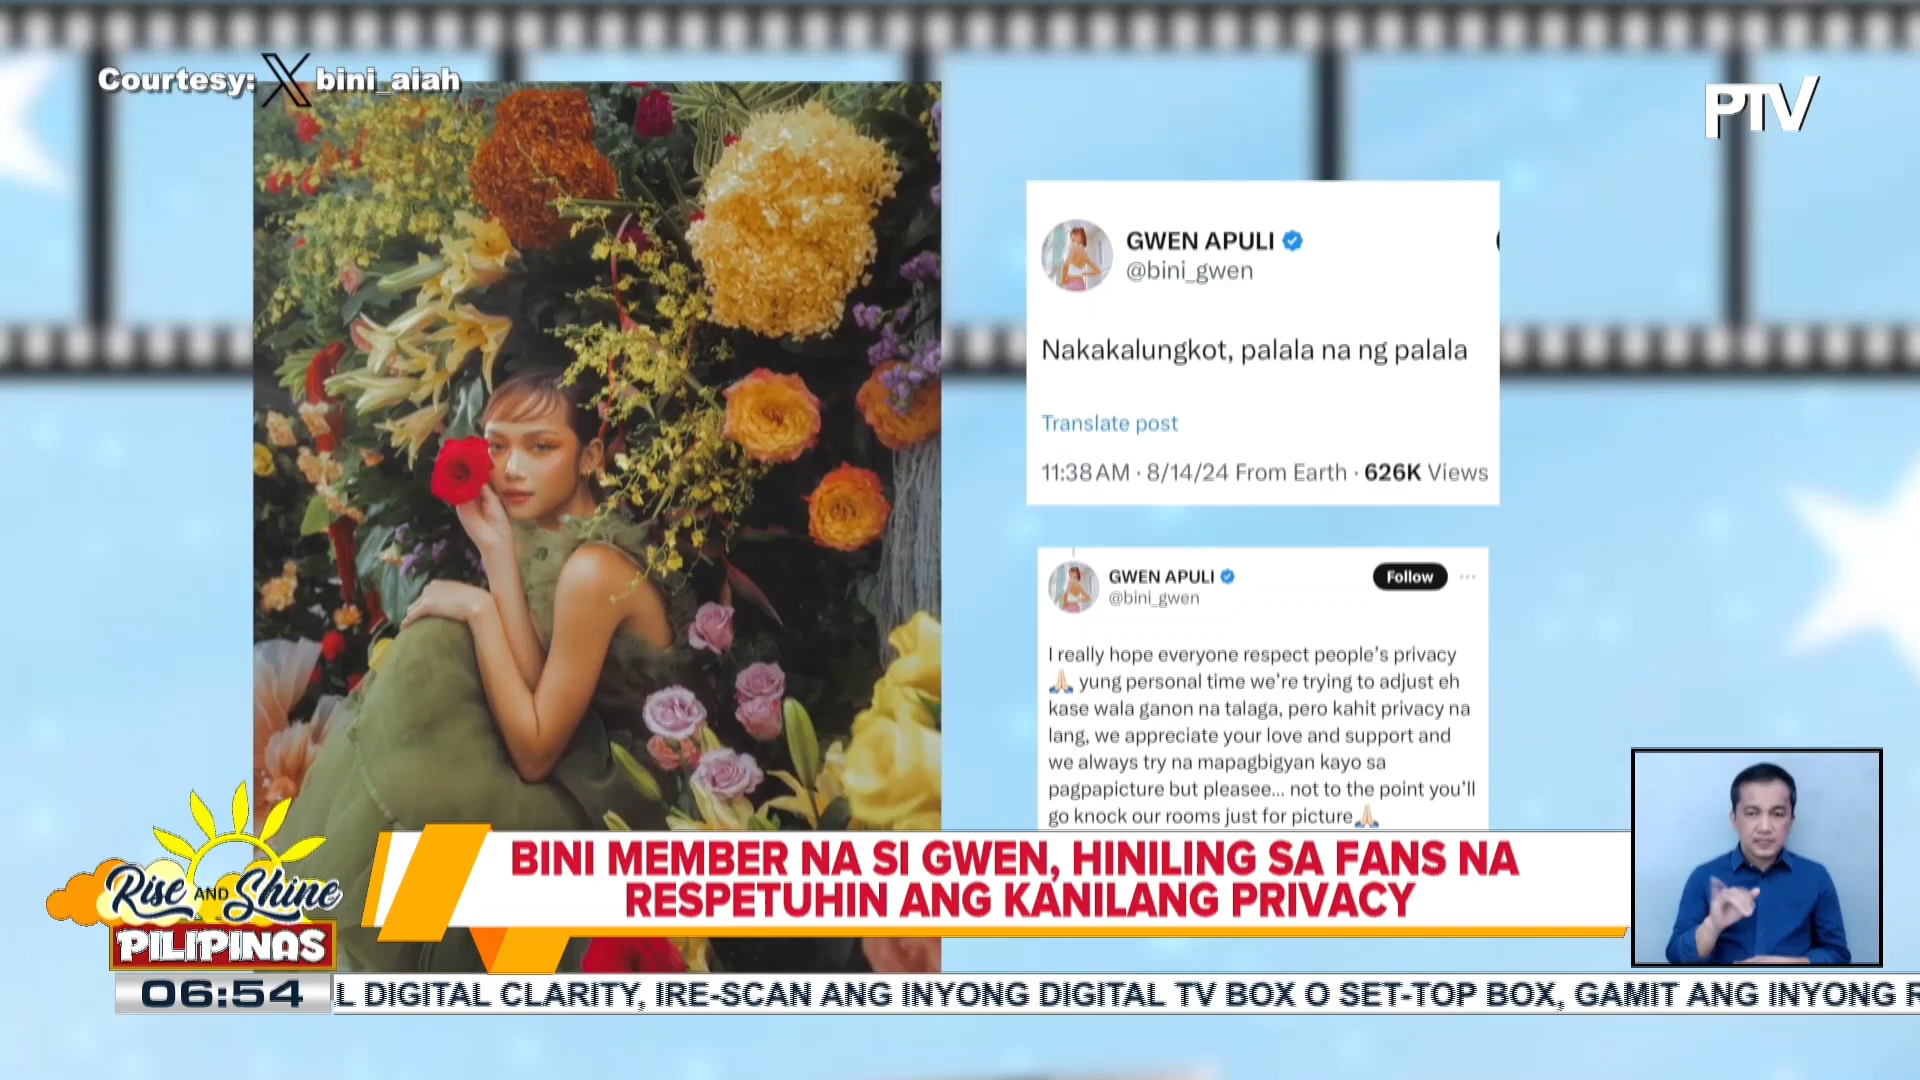 Courtesy: X bini_aiah
PTV
GWEN APULI
@bini_gwen
Nakakalungkot, palala na ng palala
Translate post
11:38 AM · 8/14/24 From Earth · 626K Views
GWEN APULI
Follow
@bini_gwen
I really hope everyone respect people's privacy
🙏🏻 yung personal time we're trying to adjust eh
kase wala ganon na talaga, pero kahit privacy na
lang, we appreciate your love and support and
we always try na mapagbigyan kayo sa
pagpapicture but pleasee... not to the point you'll
go knock our rooms just for picture🙏🏻
BINI MEMBER NA SI GWEN, HINILING SA FANS NA
RESPETUHIN ANG KANILANG PRIVACY
Rise AND Shine
PILIPINAS
06:54
L DIGITAL CLARITY, IRE-SCAN ANG INYONG DIGITAL TV BOX O SET-TOP BOX, GAMIT ANG INYONG R